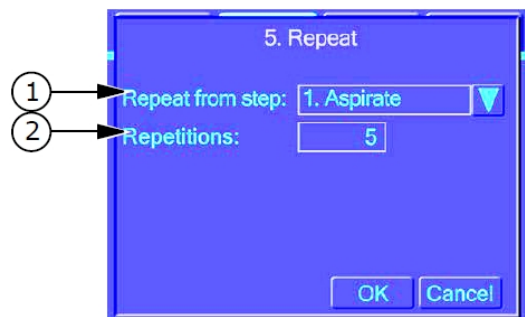 5. Repeat
1 Repeat from step: 1. Aspirate
2 Repetitions: 5
OK Cancel